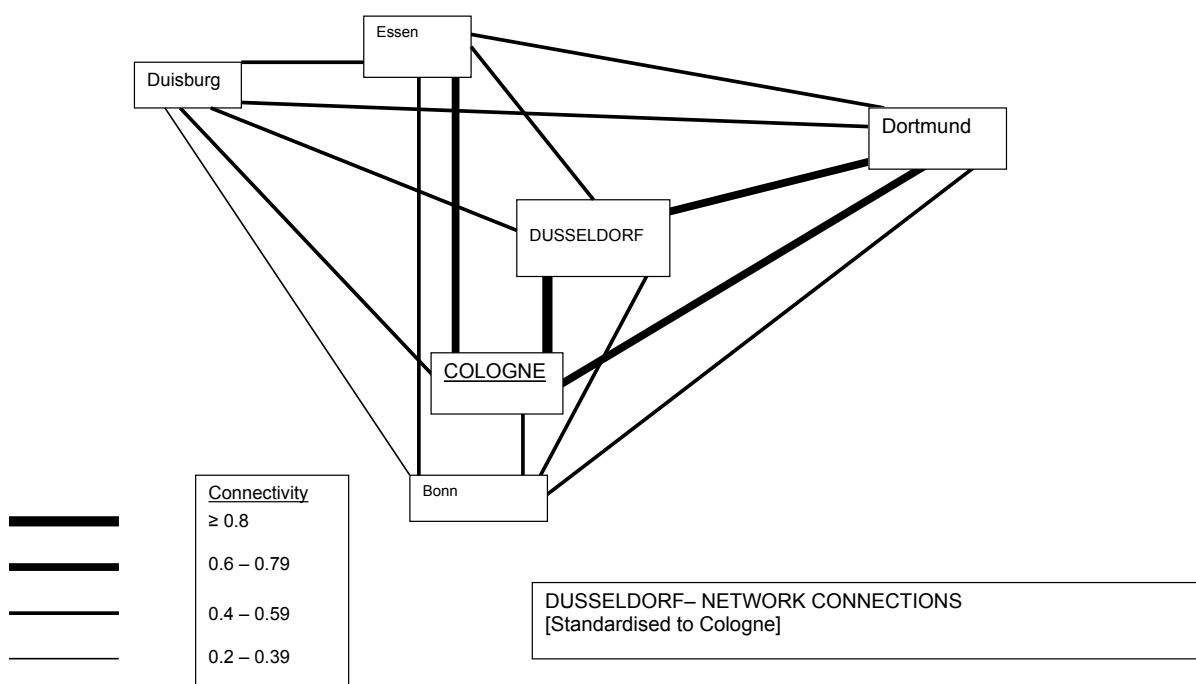 Essen
Duisburg
Dortmund
DUSSELDORF
COLOGNE
Bonn
Connectivity
≥ 0.8
0.6 – 0.79
0.4 – 0.59
0.2 – 0.39
DUSSELDORF– NETWORK CONNECTIONS
[Standardised to Cologne]